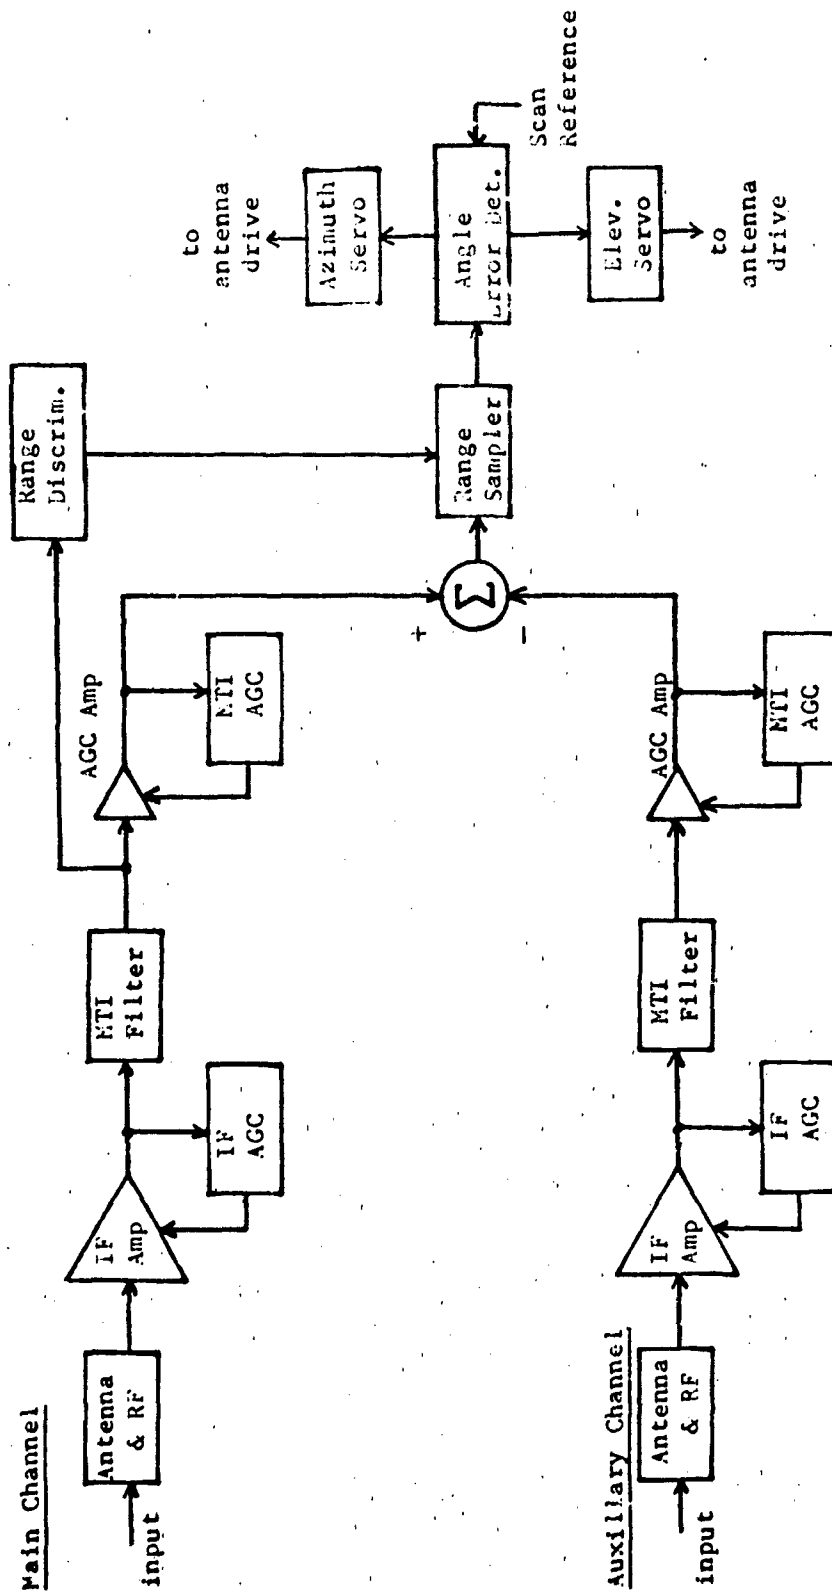 Main Channel
input
Antenna
& RF
IF
Amp
IF
AGC
MTI
Filter
AGC Amp
MTI
AGC
Range
Discrim.
+
Σ
-
Range
Sampler
Angle
Error Det.
Scan
Reference
Azimuth
Servo
to
antenna
drive
Elev.
Servo
to
antenna
drive
Auxillary Channel
input
Antenna
& RF
IF
Amp
IF
AGC
MTI
Filter
AGC Amp
MTI
AGC